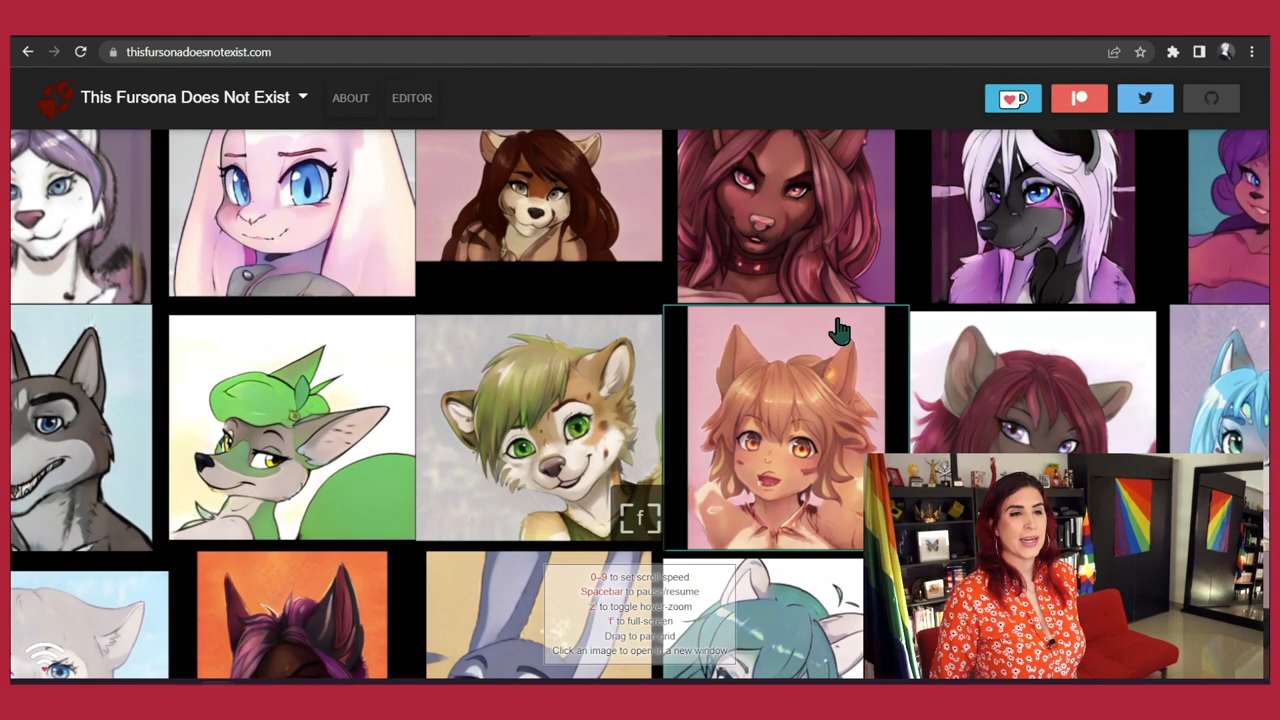 thisfursonadoesnotexist.com
This Fursona Does Not Exist
ABOUT
EDITOR
f
0–9 to set scroll speed
Spacebar to pause/resume
'z' to toggle hover-zoom
'f' to full-screen
Drag to pan grid
Click an image to open in a new window